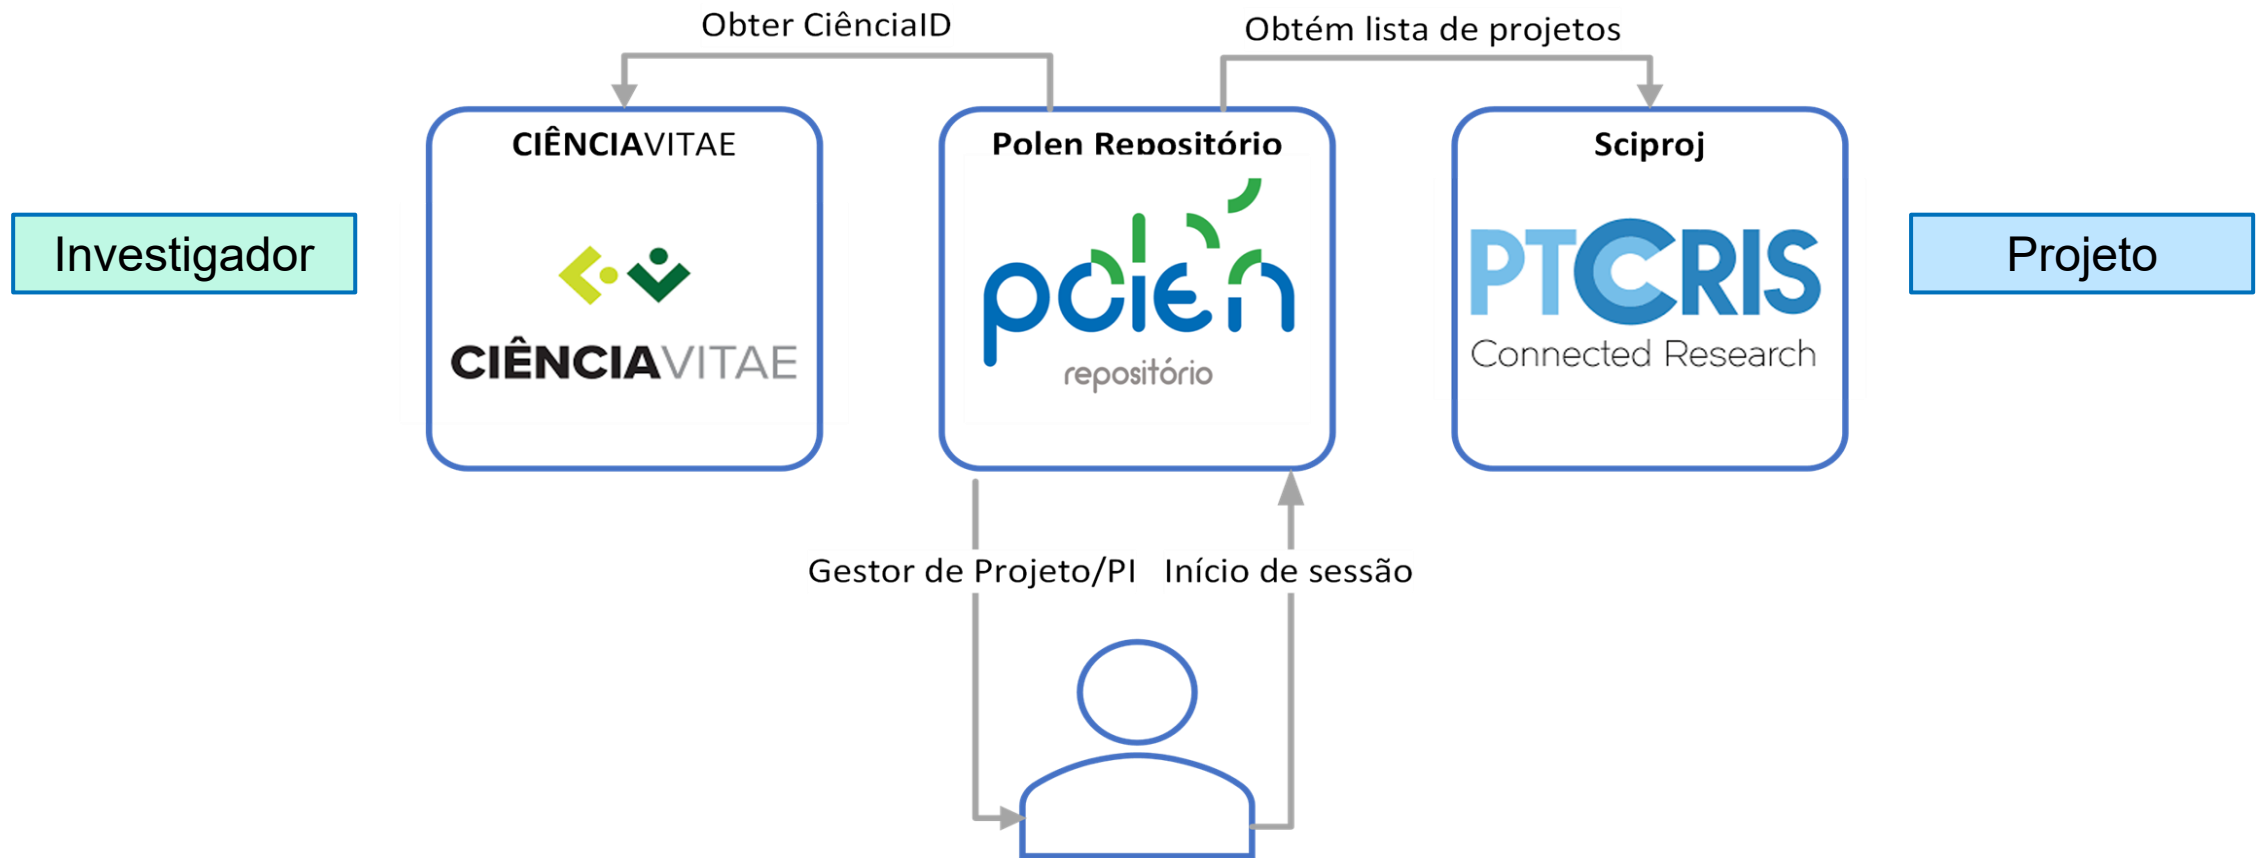 Obter CiênciaID
Obtém lista de projetos
CIÊNCIAVITAE
Polen Repositório
Sciproj
Investigador
CIÊNCIAVITAE
polen
repositório
PTCRIS
Connected Research
Projeto
Gestor de Projeto/PI
Início de sessão